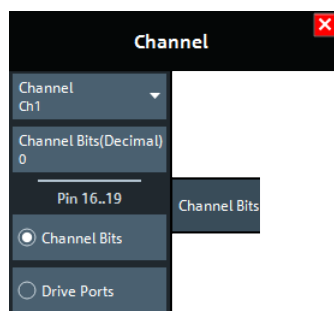 Channel
Channel
Ch1
Channel Bits(Decimal)
0
Pin 16..19
Channel Bits
Channel Bits
Drive Ports